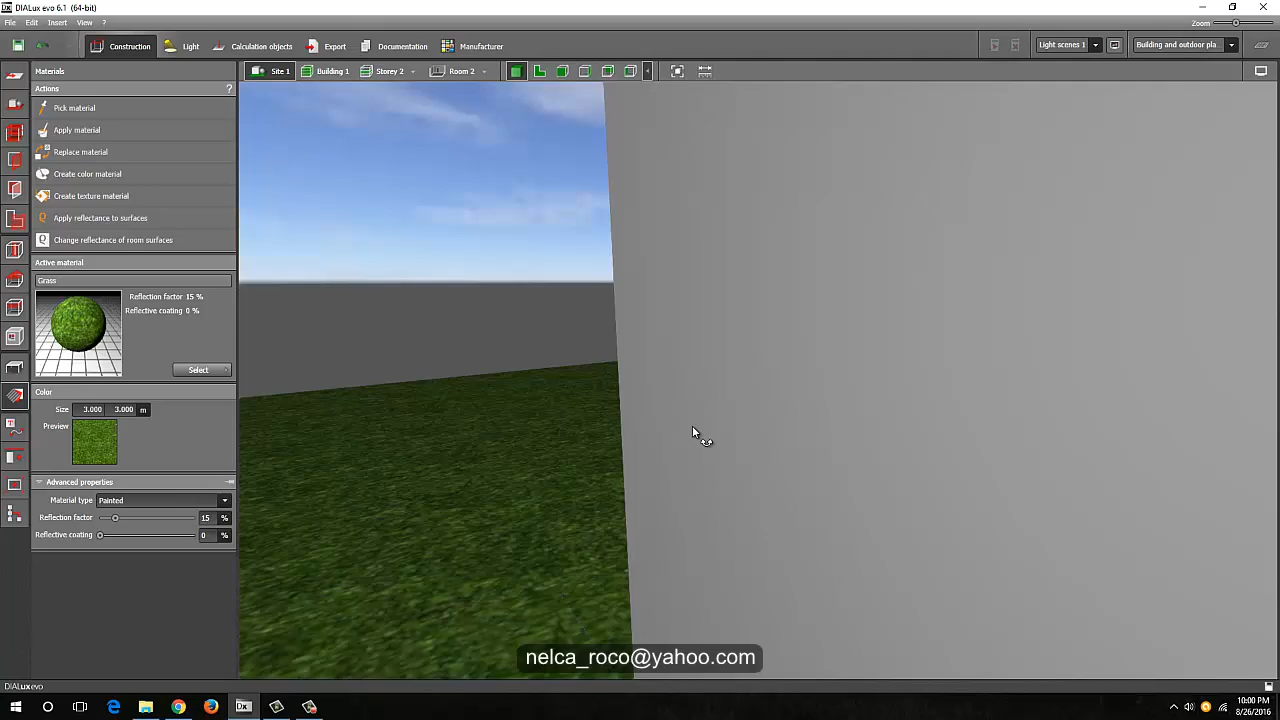 DIALux evo 6.1 (64-bit)
File Edit Insert View ?
Zoom
Construction Light Calculation objects Export Documentation Manufacturer
Light scenes 1 Building and outdoor pla...
Materials
Site 1 Building 1 Storey 2 Room 2
Actions ?
Pick material
Apply material
Replace material
Create color material
Create texture material
Apply reflectance to surfaces
Change reflectance of room surfaces
Active material
Grass
Reflection factor 15 %
Reflective coating 0 %
Select
Color
Size 3.000 3.000 m
Preview
Advanced properties
Material type Painted
Reflection factor 15 %
Reflective coating 0 %
nelca_roco@yahoo.com
DIALux evo
10:00 PM
8/26/2016